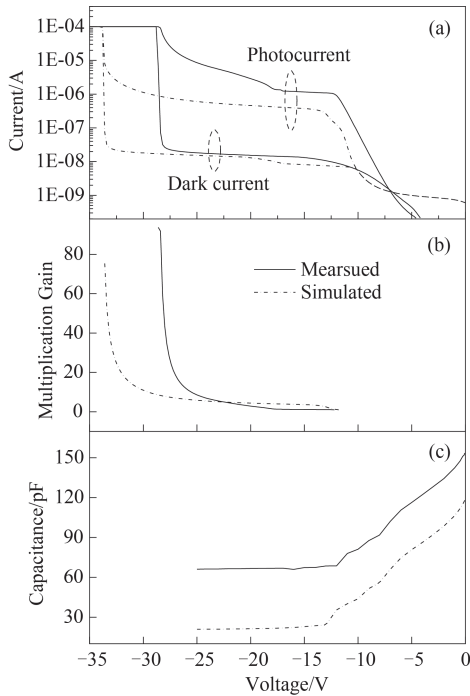 (a)
Photocurrent
Dark current
Current/A
1E-04
1E-05
1E-06
1E-07
1E-08
1E-09
(b)
Mearsued
Simulated
Multiplication Gain
80
60
40
20
0
(c)
Capacitance/pF
150
120
90
60
30
−35 −30 −25 −20 −15 −10 −5 0
Voltage/V